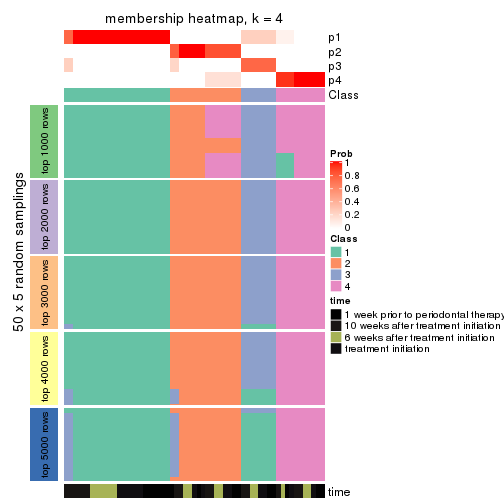 membership heatmap, k = 4
p1
p2
p3
p4
Class
50 x 5 random samplings
top 1000 rows
top 2000 rows
top 3000 rows
top 4000 rows
top 5000 rows
time
Prob
1
0.8
0.6
0.4
0.2
0
Class
1
2
3
4
time
1 week prior to periodontal therapy
10 weeks after treatment initiation
6 weeks after treatment initiation
treatment initiation